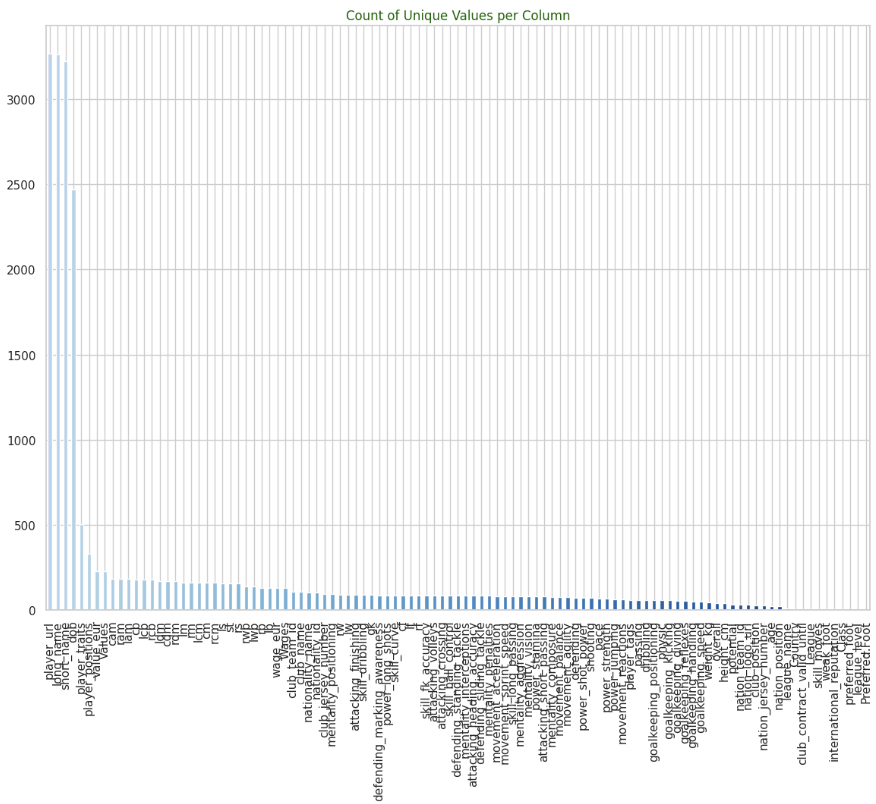 Count of Unique Values per Column
3000
2500
2000
1500
1000
500
0
player_url
long_name
short_name
dob
player_traits
player_positions
value_eur
Values
cam
ram
lam
cb
lcb
rcb
ldm
cdm
rdm
lm
rm
lcm
cm
rcm
ls
st
rs
rwb
lwb
rb
lb
wage_eur
Wages
club_team_id
club_name
nationality_name
nationality_id
club_jersey_number
mentality_positioning
rw
lw
attacking_finishing
skill_dribbling
gk
defending_marking_awareness
power_long_shots
skill_curve
cf
lf
rf
skill_fk_accuracy
attacking_volleys
attacking_crossing
skill_ball_control
defending_standing_tackle
mentality_interceptions
attacking_heading_accuracy
defending_sliding_tackle
mentality_penalties
movement_acceleration
movement_sprint_speed
skill_long_passing
mentality_aggression
mentality_vision
power_stamina
attacking_short_passing
mentality_composure
movement_balance
movement_agility
defending
power_shot_power
shooting
pace
power_strength
power_jumping
movement_reactions
player_tags
passing
dribbling
goalkeeping_positioning
physic
goalkeeping_kicking
goalkeeping_diving
goalkeeping_reflexes
goalkeeping_handling
goalkeeping_speed
weight_kg
overall
height_cm
potential
nation_team_id
nation_logo_url
club_position
nation_jersey_number
age
nation_position
league_name
Country
club_contract_valid_until
League
skill_moves
weak_foot
international_reputation
Class
preferred_foot
league_level
Preferred Foot